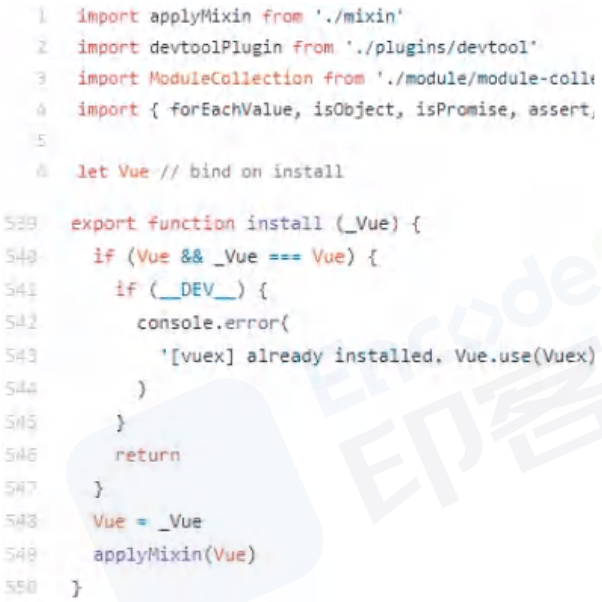 1 import applyMixin from './mixin'
2 import devtoolPlugin from './plugins/devtool'
3 import ModuleCollection from './module/module-colle
4 import { forEachValue, isObject, isPromise, assert,
5
6 let Vue // bind on install
539 export function install (_Vue) {
540 if (Vue && _Vue === Vue) {
541 if (__DEV__) {
542 console.error(
543 '[vuex] already installed. Vue.use(Vuex)
544 )
545 }
546 return
547 }
548 Vue = _Vue
549 applyMixin(Vue)
550 }
Encode
印客